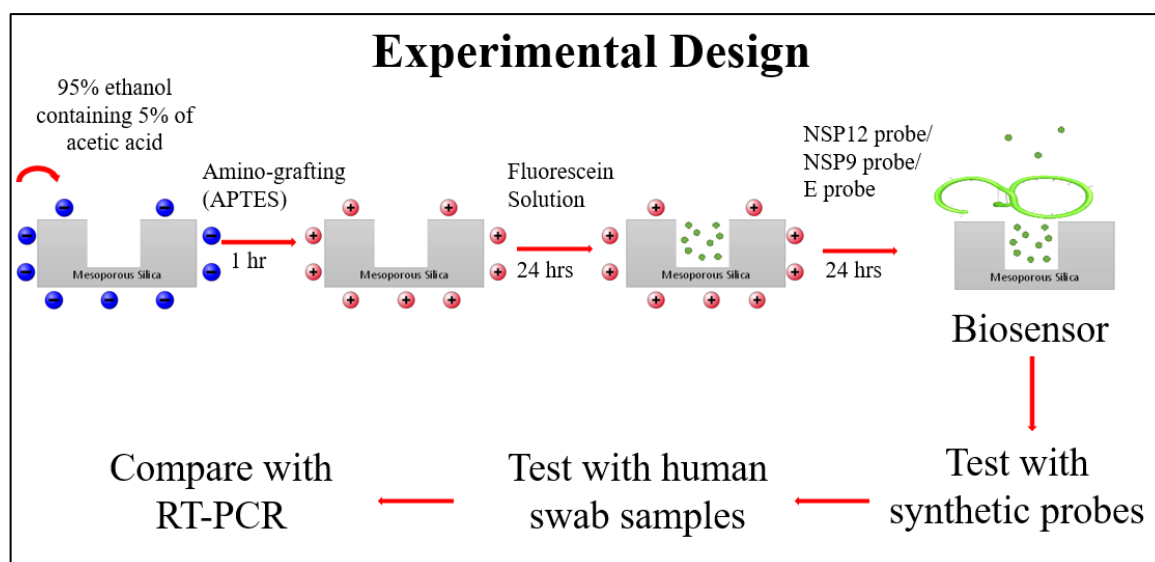 Experimental Design
95% ethanol
containing 5% of
acetic acid
Amino-grafting
(APTES)
1 hr
Fluorescein
Solution
24 hrs
NSP12 probe/
NSP9 probe/
E probe
24 hrs
Mesoporous Silica
Mesoporous Silica
Mesoporous Silica
Mesoporous Silica
Biosensor
Test with
synthetic probes
Test with human
swab samples
Compare with
RT-PCR